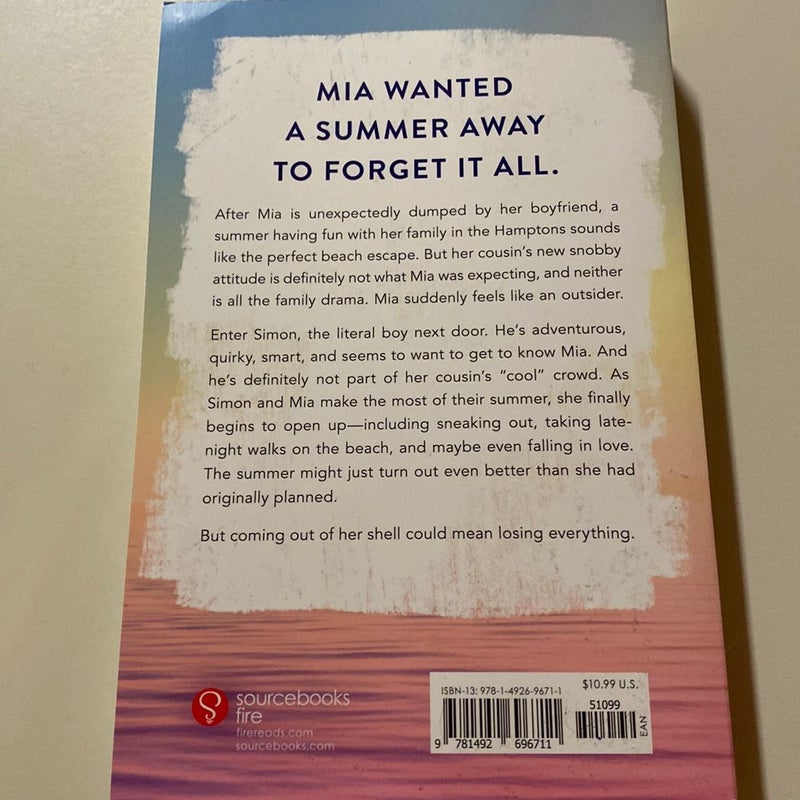 MIA WANTED
A SUMMER AWAY
TO FORGET IT ALL.
After Mia is unexpectedly dumped by her boyfriend, a
summer having fun with her family in the Hamptons sounds
like the perfect beach escape. But her cousin's new snobby
attitude is definitely not what Mia was expecting, and neither
is all the family drama. Mia suddenly feels like an outsider.
Enter Simon, the literal boy next door. He's adventurous,
quirky, smart, and seems to want to get to know Mia. And
he's definitely not part of her cousin's “cool” crowd. As
Simon and Mia make the most of their summer, she finally
begins to open up—including sneaking out, taking late-
night walks on the beach, and maybe even falling in love.
The summer might just turn out even better than she had
originally planned.
But coming out of her shell could mean losing everything.
sourcebooks
fire
firereads.com
sourcebooks.com
ISBN-13: 978-1-4926-9671-1
$10.99 U.S.
51099
EAN
9 781492 696711